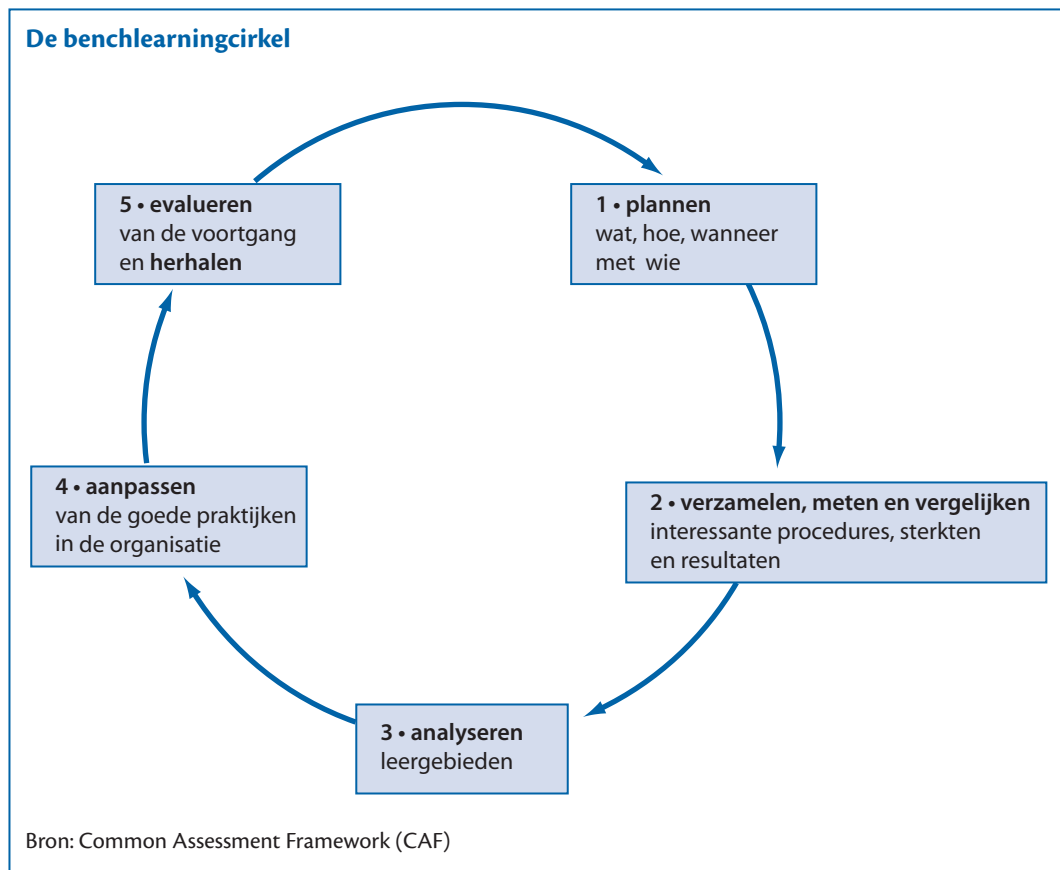 De benchlearningcirkel
1 • plannen
wat, hoe, wanneer
met wie
2 • verzamelen, meten en vergelijken
interessante procedures, sterkten
en resultaten
3 • analyseren
leergebieden
4 • aanpassen
van de goede praktijken
in de organisatie
5 • evalueren
van de voortgang
en herhalen
Bron: Common Assessment Framework (CAF)